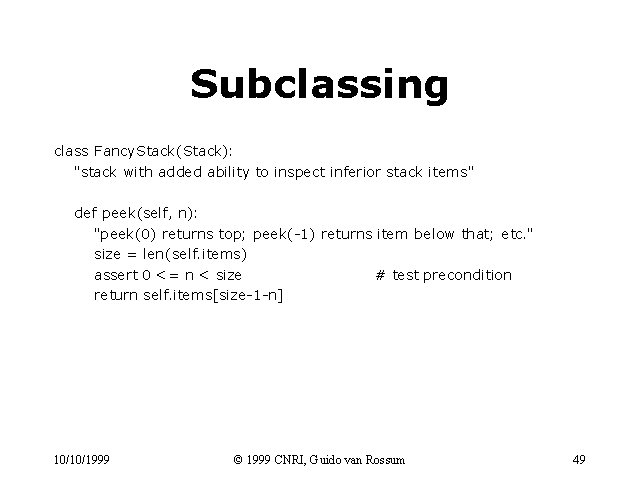 Subclassing
class FancyStack(Stack):
"stack with added ability to inspect inferior stack items"
def peek(self, n):
"peek(0) returns top; peek(-1) returns item below that; etc."
size = len(self.items)
assert 0 <= n < size # test precondition
return self.items[size-1-n]
10/10/1999 © 1999 CNRI, Guido van Rossum 49